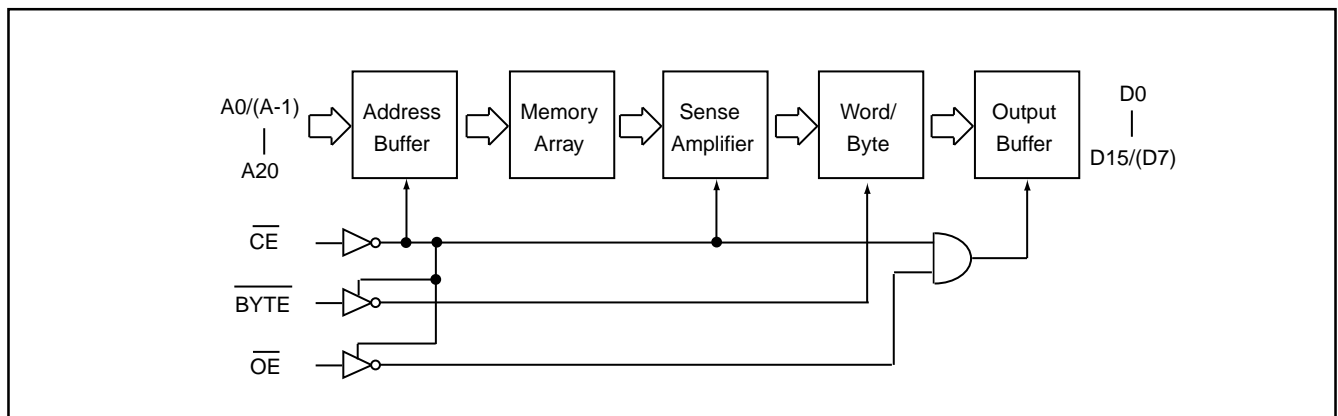 A0/(A-1)
A20
Address
Buffer
Memory
Array
Sense
Amplifier
Word/
Byte
Output
Buffer
D0
D15/(D7)
CE
BYTE
OE